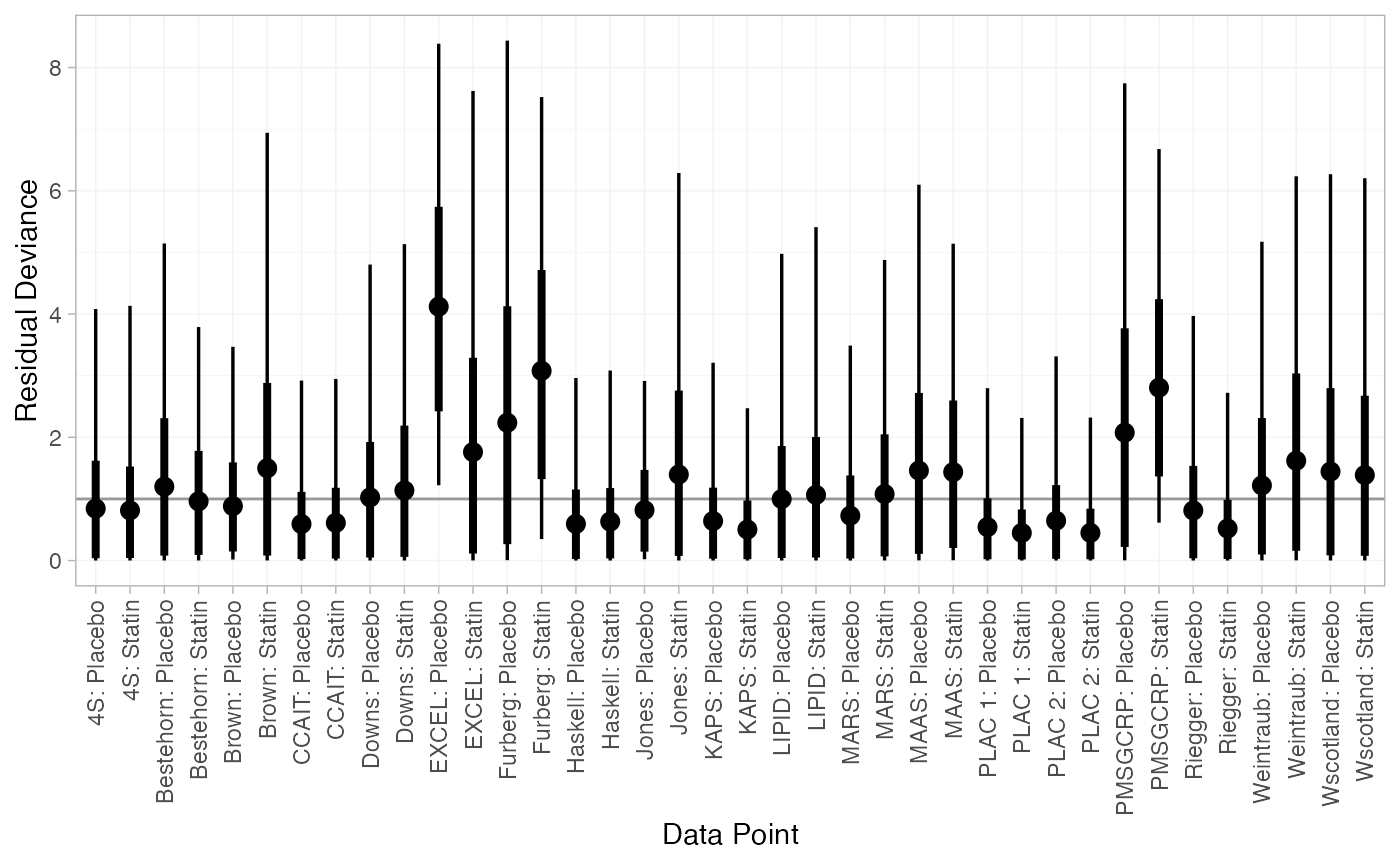 Residual Deviance
8
6
4
2
0
4S: Placebo
4S: Statin
Bestehorn: Placebo
Bestehorn: Statin
Brown: Placebo
Brown: Statin
CCAIT: Placebo
CCAIT: Statin
Downs: Placebo
Downs: Statin
EXCEL: Placebo
EXCEL: Statin
Furberg: Placebo
Furberg: Statin
Haskell: Placebo
Haskell: Statin
Jones: Placebo
Jones: Statin
KAPS: Placebo
KAPS: Statin
LIPID: Placebo
LIPID: Statin
MARS: Placebo
MARS: Statin
MAAS: Placebo
MAAS: Statin
PLAC 1: Placebo
PLAC 1: Statin
PLAC 2: Placebo
PLAC 2: Statin
PMSGCRP: Placebo
PMSGCRP: Statin
Riegger: Placebo
Riegger: Statin
Weintraub: Placebo
Weintraub: Statin
Wscotland: Placebo
Wscotland: Statin
Data Point